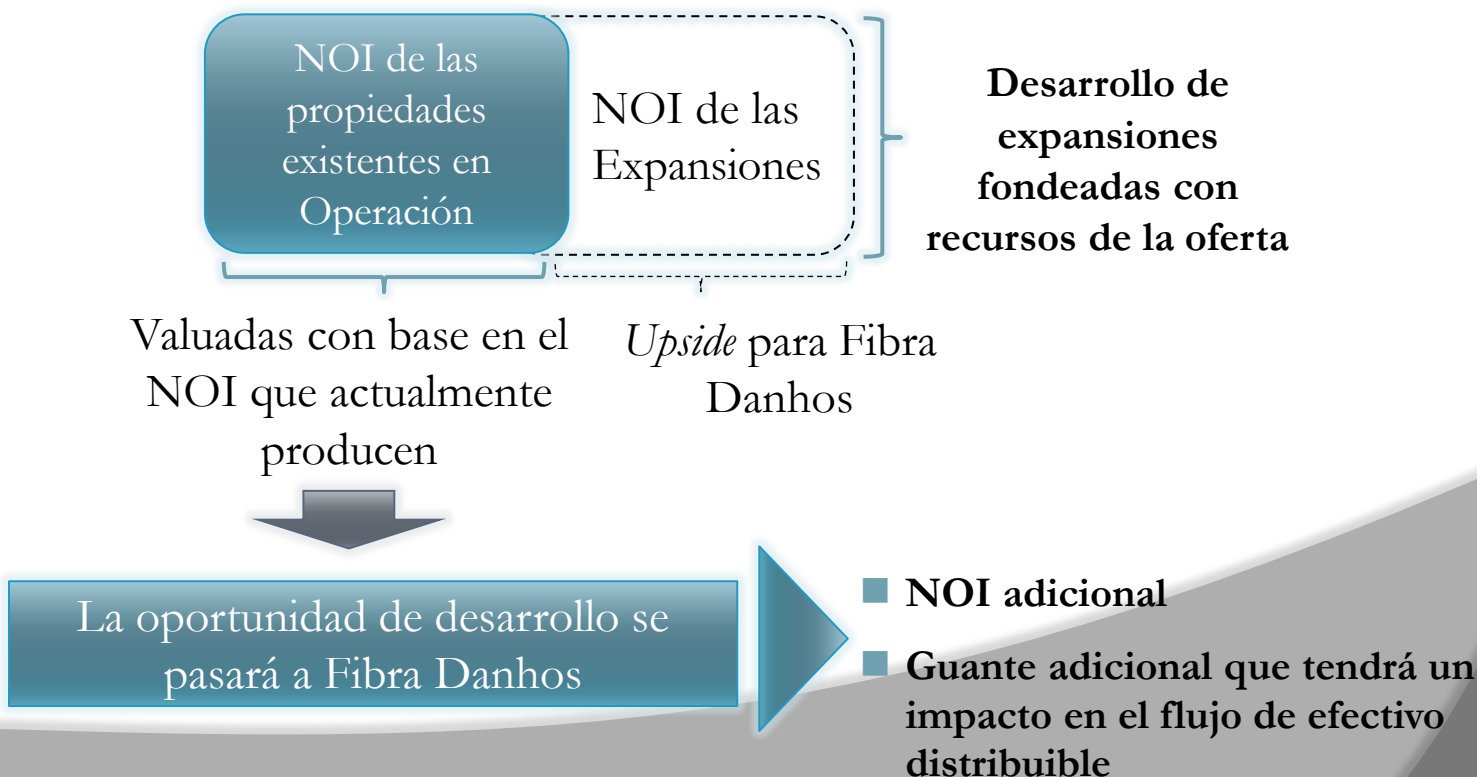 NOI de las
propiedades
existentes en
Operación
NOI de las
Expansiones
Desarrollo de
expansiones
fondeadas con
recursos de la oferta
Valuadas con base en el
NOI que actualmente
producen
Upside para Fibra
Danhos
La oportunidad de desarrollo se
pasará a Fibra Danhos
NOI adicional
Guante adicional que tendrá un
impacto en el flujo de efectivo
distribuible